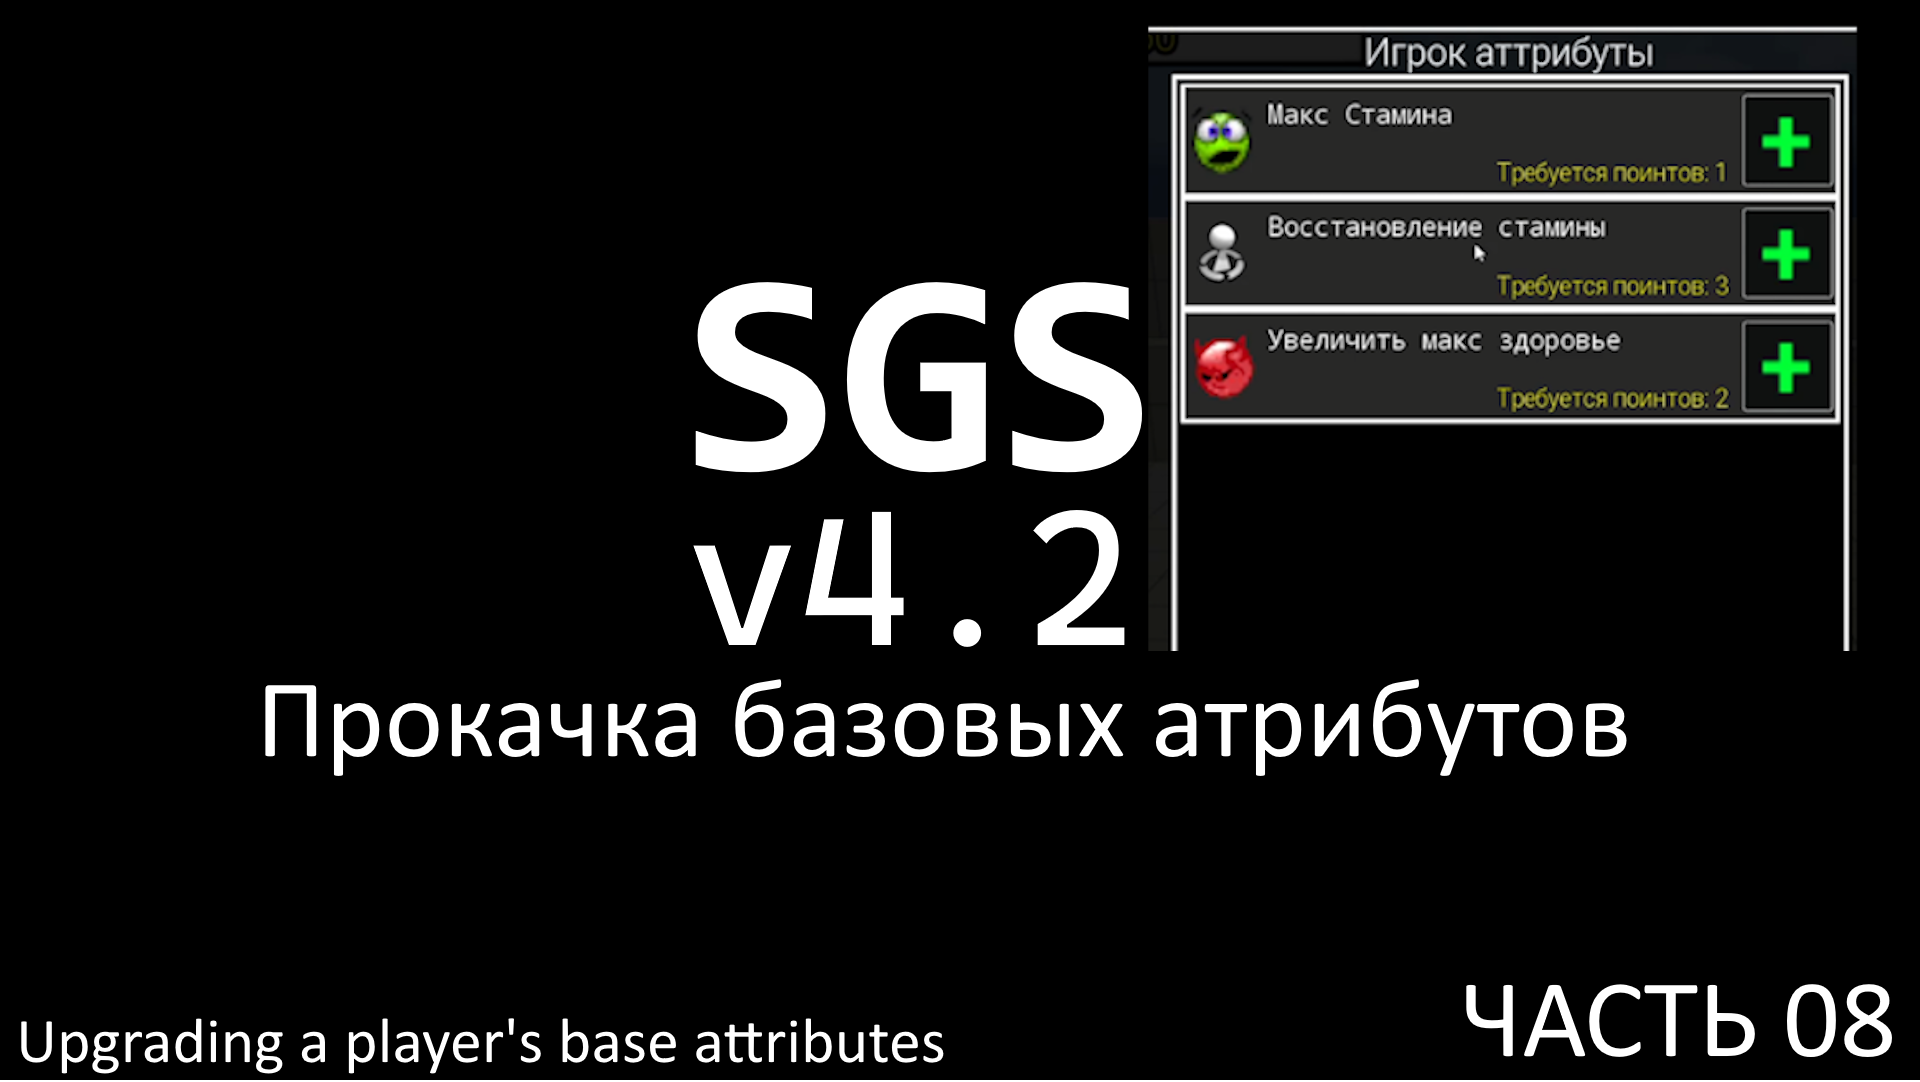 Игрок аттрибуты
Макс Стамина
Требуется поинтов: 1
Восстановление стамины
Требуется поинтов: 3
Увеличить макс здоровье
Требуется поинтов: 2
SGS
v4.2
Прокачка базовых атрибутов
Upgrading a player's base attributes
ЧАСТЬ 08